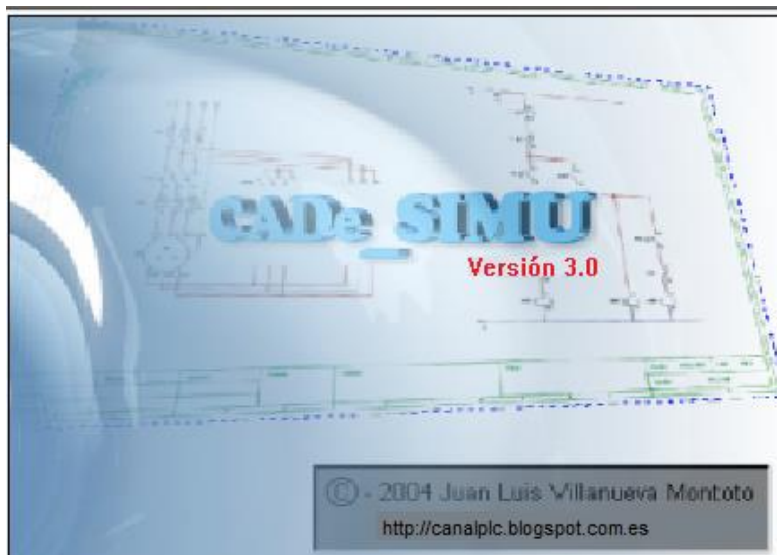 CADe_SIMU
Versión 3.0
© - 2004 Juan Luis Villanueva Montoto
http://canalplc.blogspot.com.es